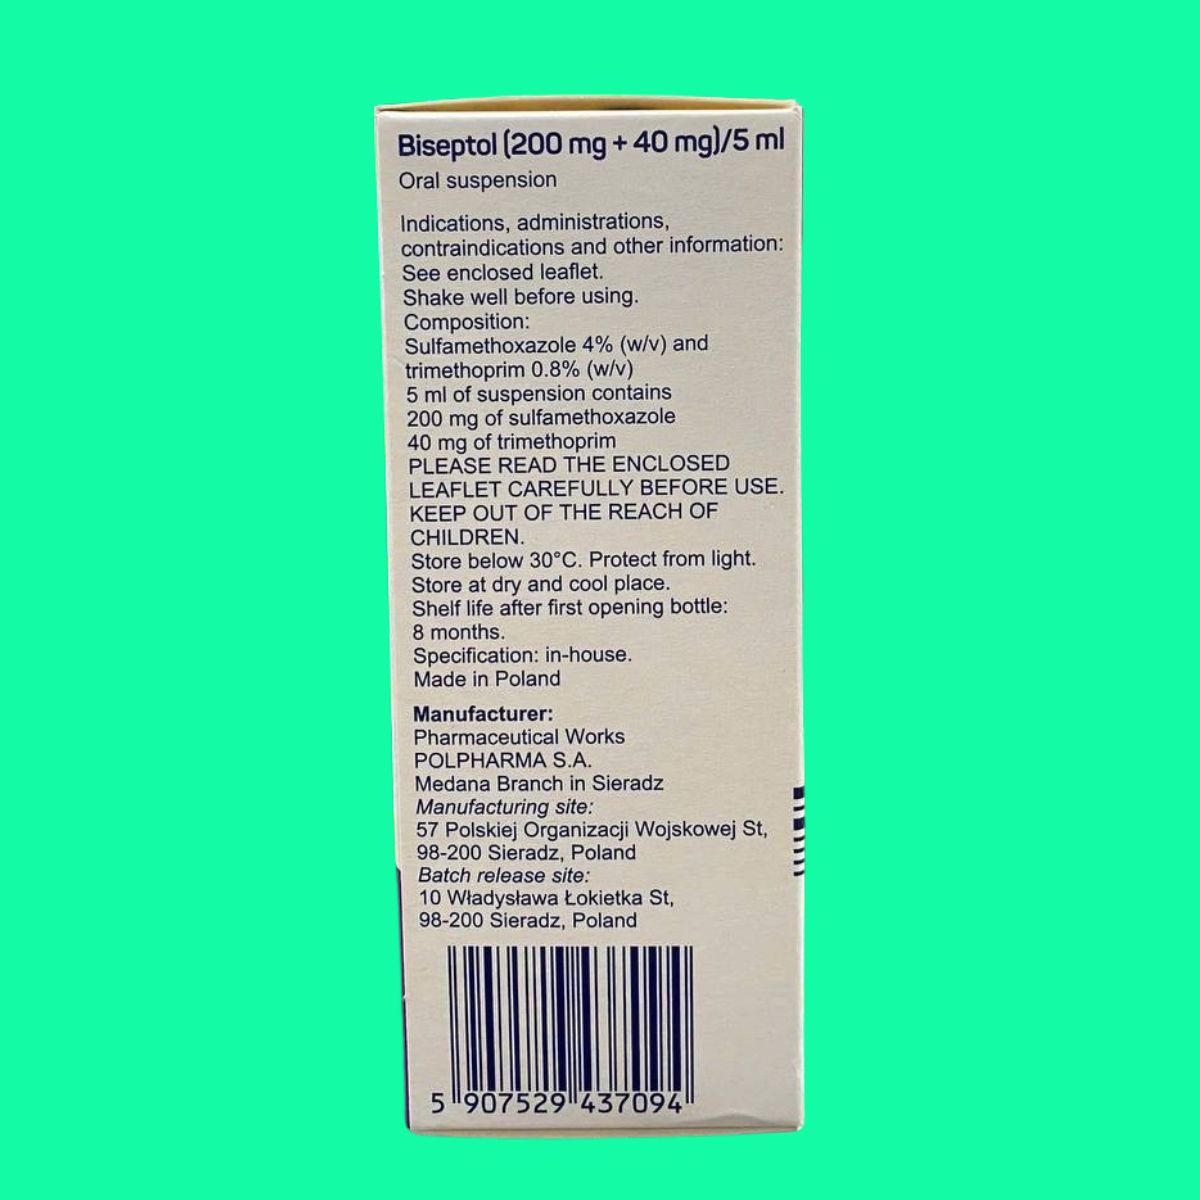 Biseptol (200 mg + 40 mg)/5 ml
Oral suspension
Indications, administrations,
contraindications and other information:
See enclosed leaflet.
Shake well before using.
Composition:
Sulfamethoxazole 4% (w/v) and
trimethoprim 0.8% (w/v)
5 ml of suspension contains
200 mg of sulfamethoxazole
40 mg of trimethoprim
PLEASE READ THE ENCLOSED
LEAFLET CAREFULLY BEFORE USE.
KEEP OUT OF THE REACH OF
CHILDREN.
Store below 30°C. Protect from light.
Store at dry and cool place.
Shelf life after first opening bottle:
8 months.
Specification: in-house.
Made in Poland
Manufacturer:
Pharmaceutical Works
POLPHARMA S.A.
Medana Branch in Sieradz
Manufacturing site:
57 Polskiej Organizacji Wojskowej St,
98-200 Sieradz, Poland
Batch release site:
10 Władysława Łokietka St,
98-200 Sieradz, Poland
5 907529 437094